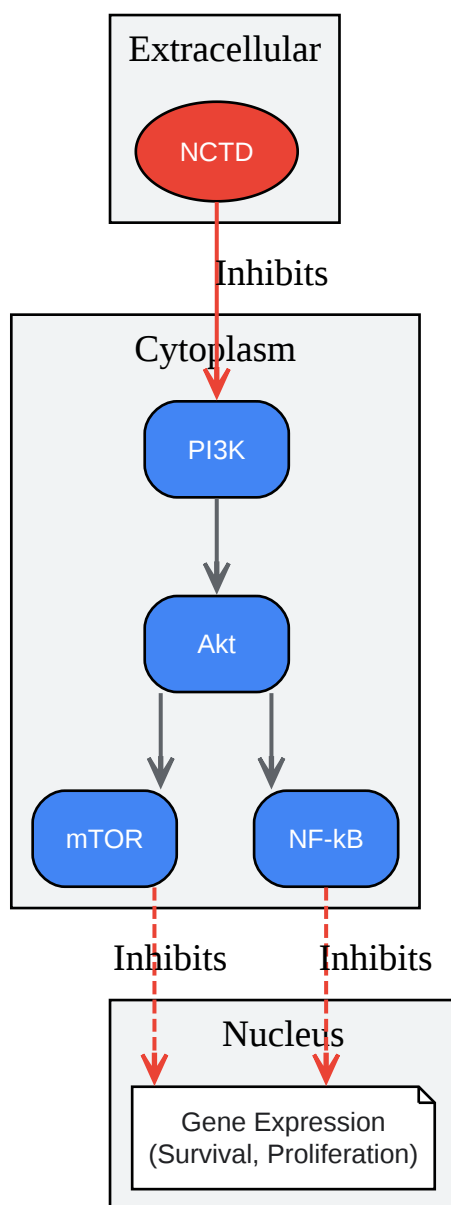 Extracellular
NCTD
Inhibits
Cytoplasm
PI3K
Akt
mTOR
NF-kB
Inhibits
Inhibits
Nucleus
Gene Expression
(Survival, Proliferation)